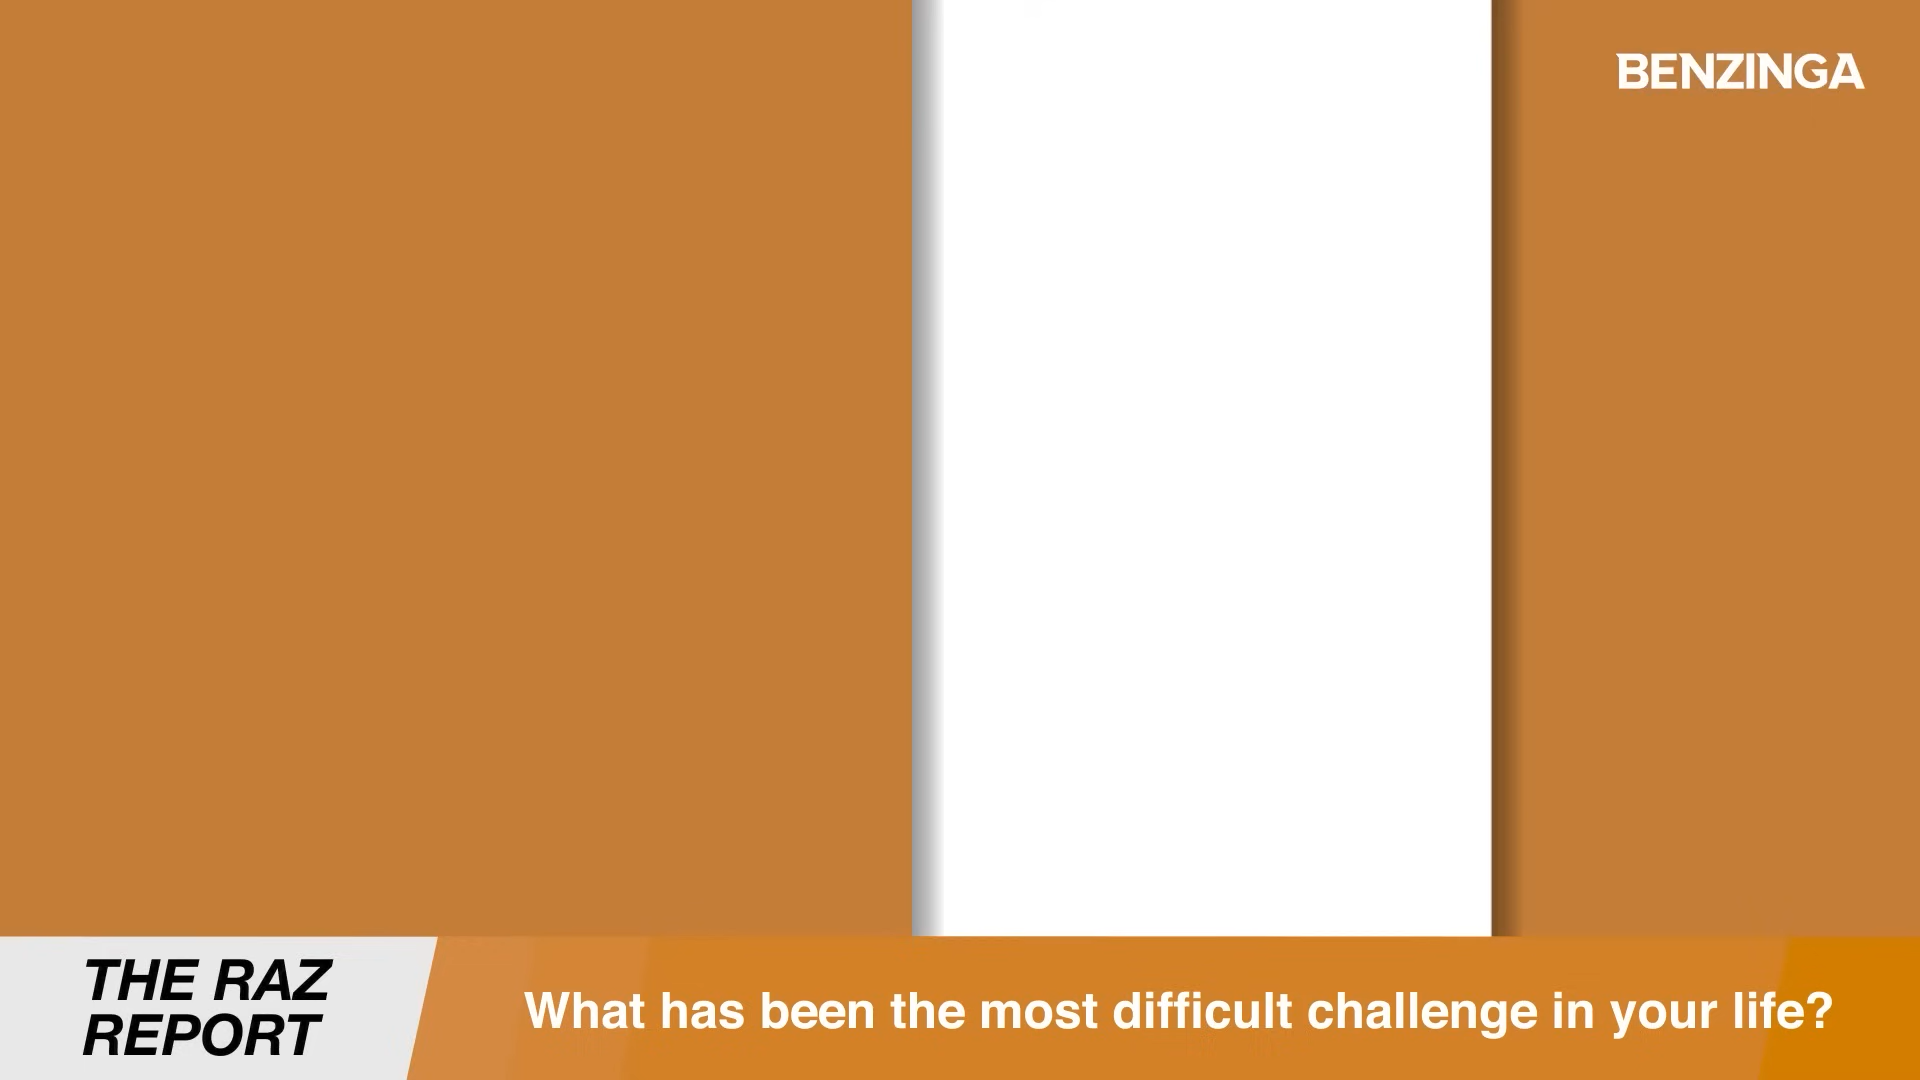 BENZINGA
THE RAZ
REPORT
What has been the most difficult challenge in your life?